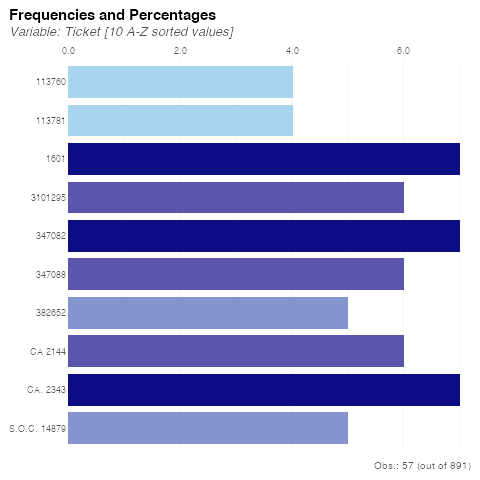 Frequencies and Percentages
Variable: Ticket [10 A-Z sorted values]
0.0 2.0 4.0 6.0
113760
113781
1601
3101295
347082
347088
382652
CA 2144
CA. 2343
S.O.C. 14879
Obs.: 57 (out of 891)